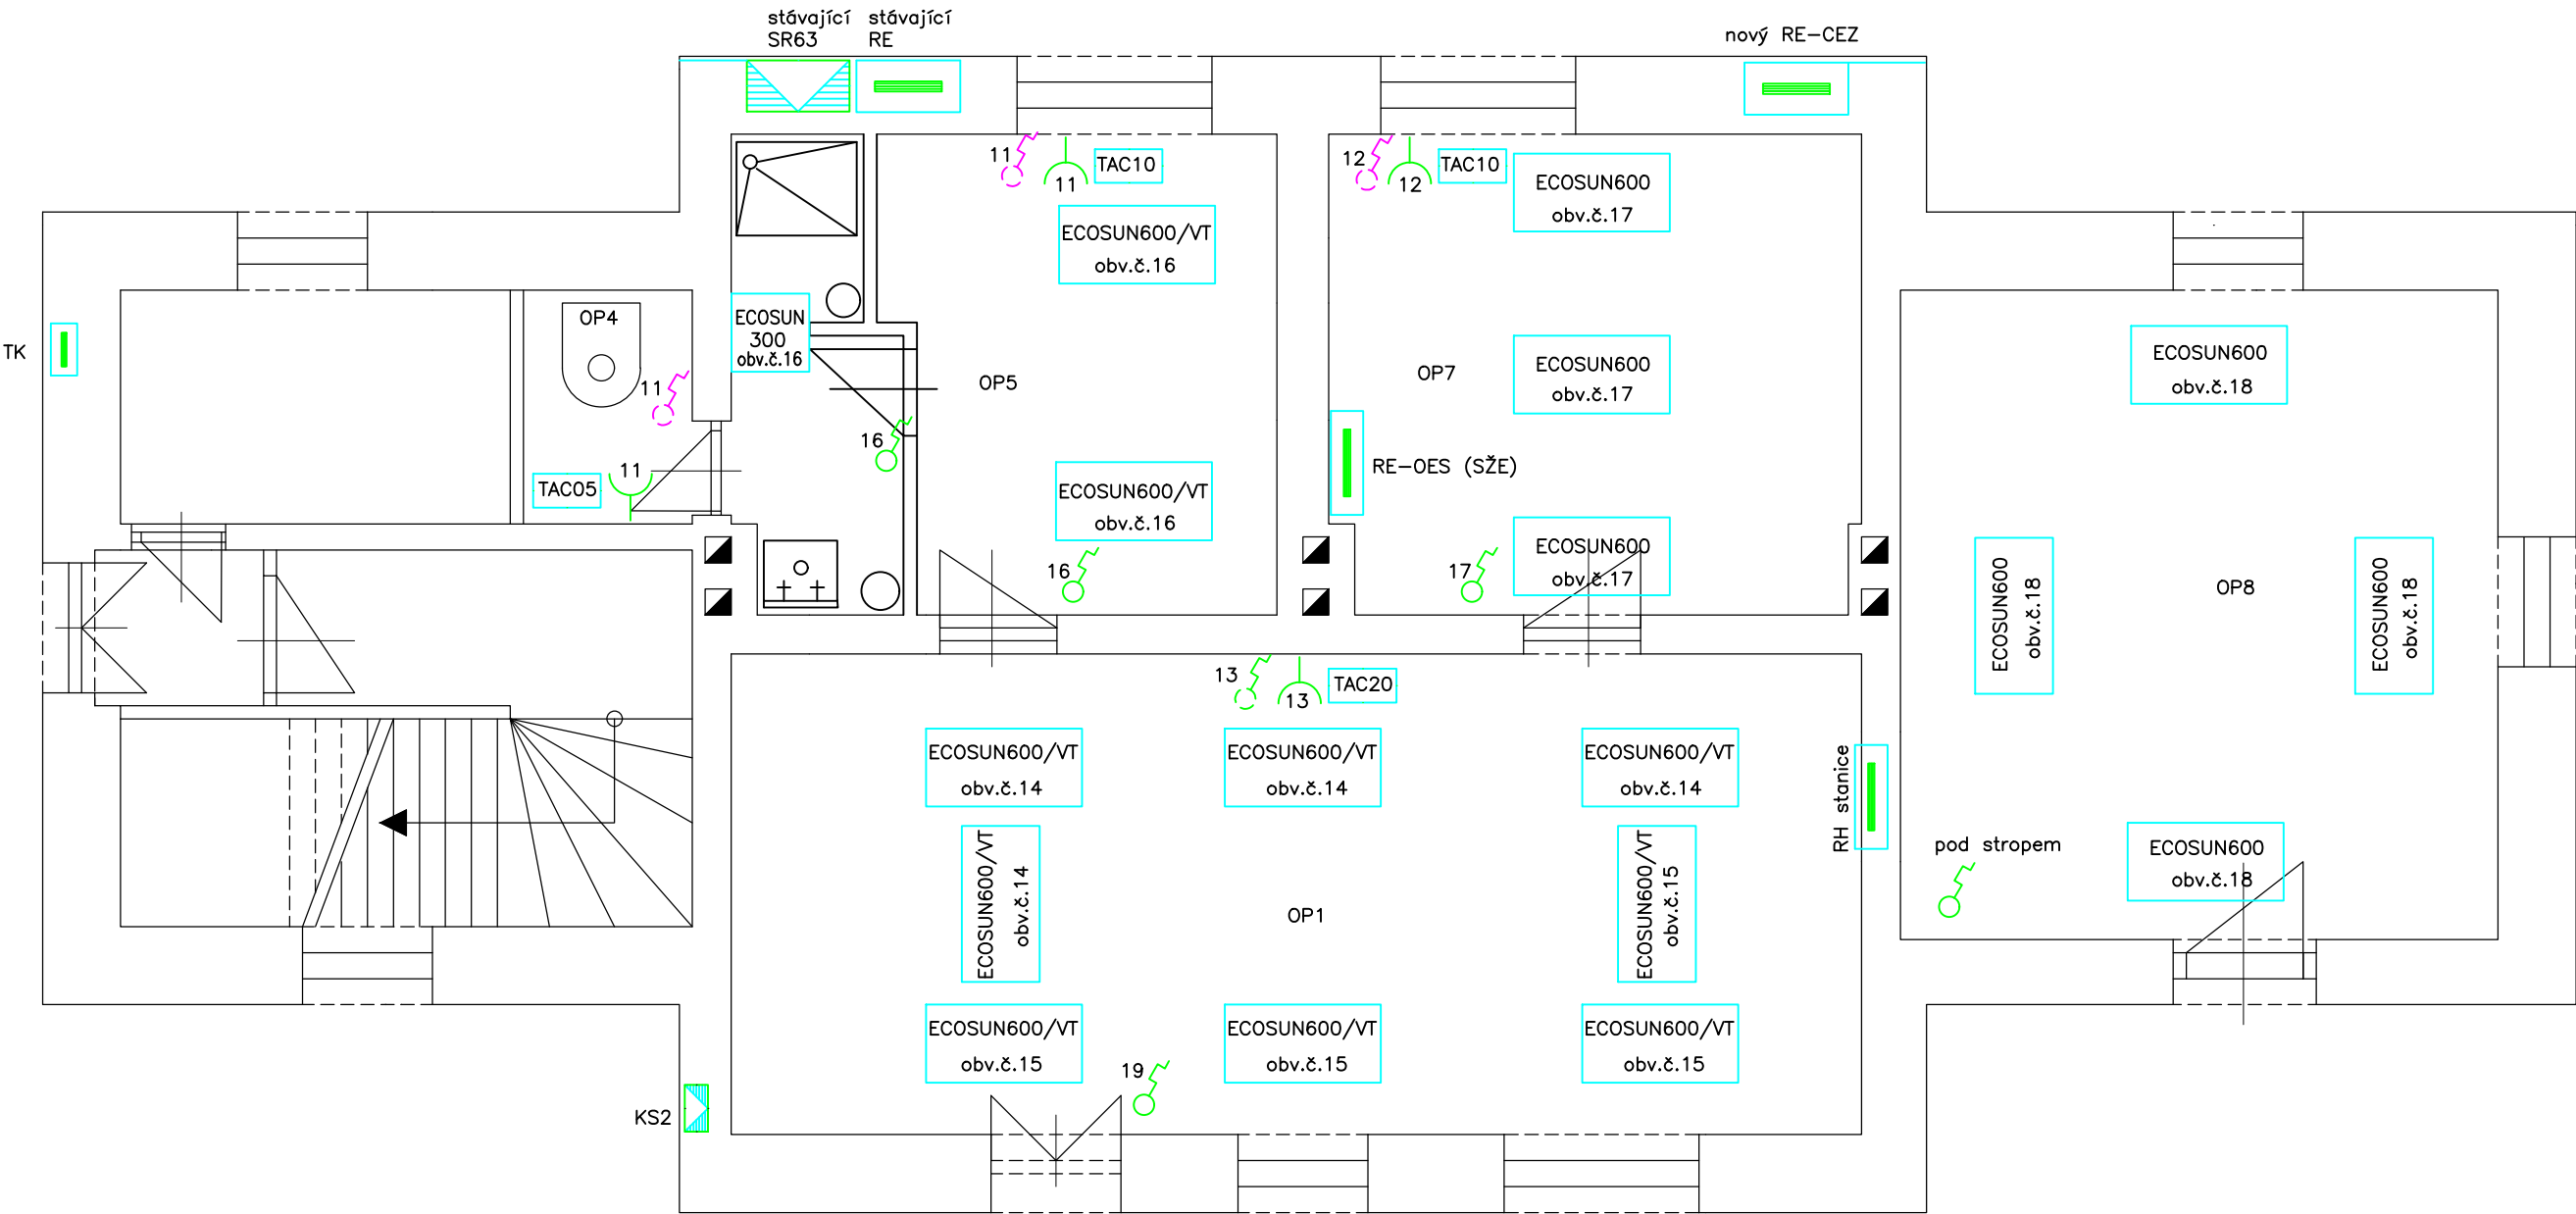 stávající
SR63
stávající
RE
nový RE-CEZ
11
11
TAC10
12
12
TAC10
ECOSUN600
obv.č.17
ECOSUN600/VT
obv.č.16
OP4
ECOSUN
300
obv.č.16
TK
11
OP5
OP7
ECOSUN600
obv.č.17
ECOSUN600
obv.č.18
16
RE-OES (SŽE)
11
TAC05
ECOSUN600/VT
obv.č.16
16
17
ECOSUN600
obv.č.17
ECOSUN600
obv.č.18
OP8
ECOSUN600
obv.č.18
13
13
TAC20
ECOSUN600/VT
obv.č.14
ECOSUN600/VT
obv.č.14
ECOSUN600/VT
obv.č.14
RH stanice
pod stropem
ECOSUN600
obv.č.18
ECOSUN600/VT
obv.č.14
OP1
ECOSUN600/VT
obv.č.15
ECOSUN600/VT
obv.č.15
ECOSUN600/VT
obv.č.15
ECOSUN600/VT
obv.č.15
19
KS2